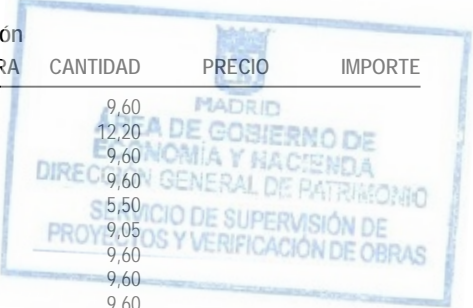 ón
RA CANTIDAD PRECIO IMPORTE
9,60
12,20
9,60
9,60
5,50
9,05
9,60
9,60
9,60
MADRID
ÁREA DE GOBIERNO DE
ECONOMÍA Y HACIENDA
DIRECCIÓN GENERAL DE PATRIMONIO
SERVICIO DE SUPERVISIÓN DE
PROYECTOS Y VERIFICACIÓN DE OBRAS